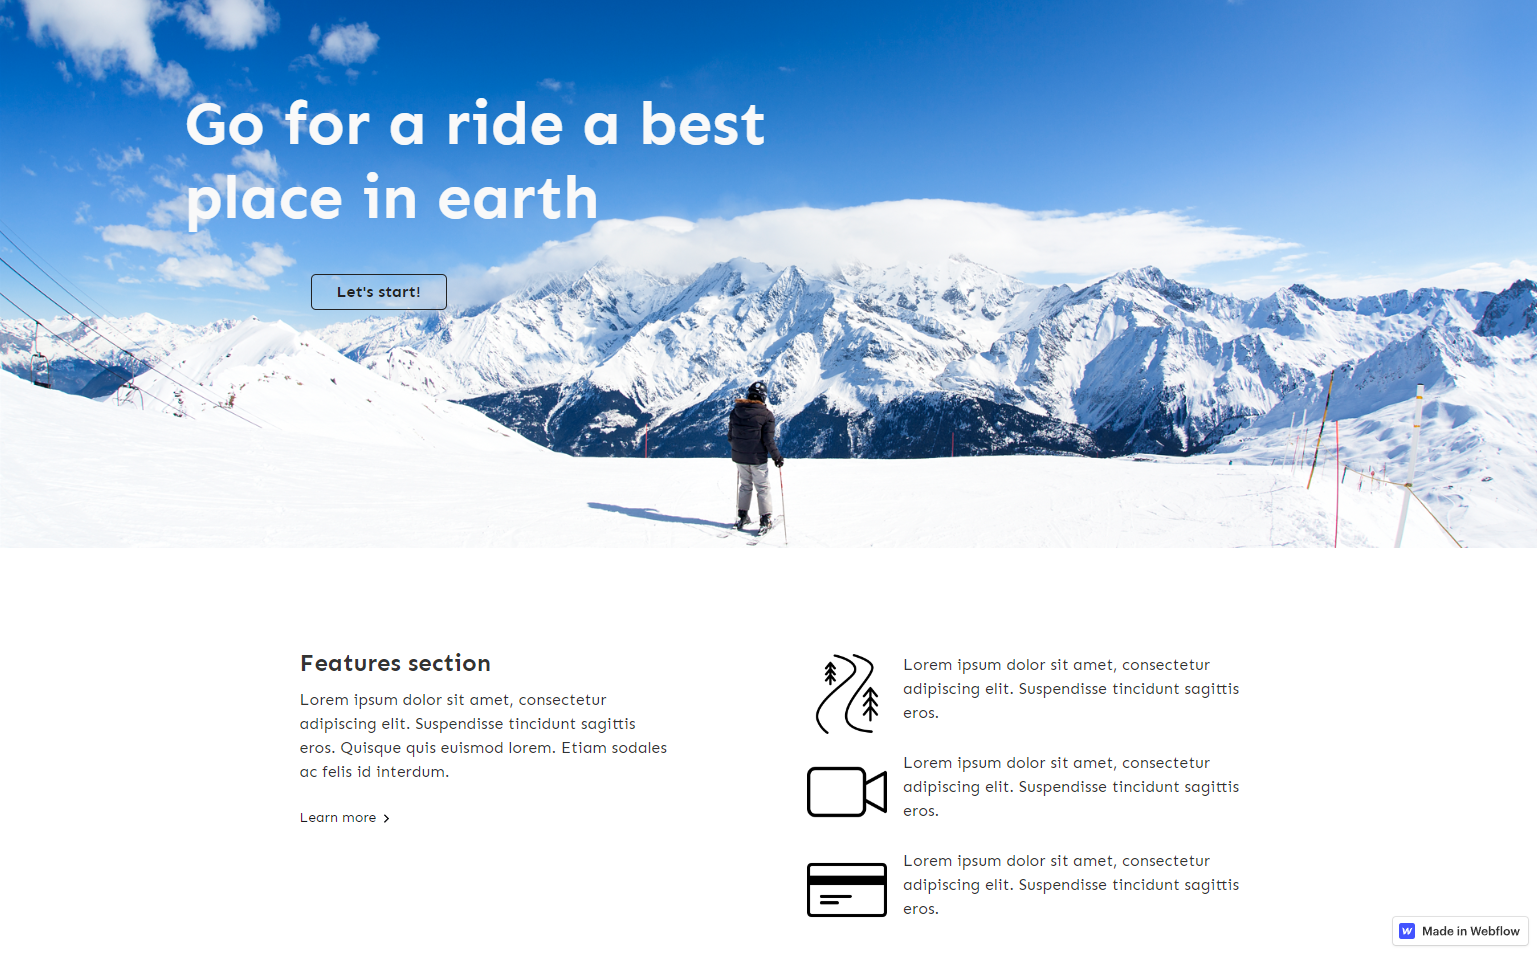 Go for a ride a best
place in earth
Let's start!
Features section
Lorem ipsum dolor sit amet, consectetur
adipiscing elit. Suspendisse tincidunt sagittis
eros. Quisque quis euismod lorem. Etiam sodales
ac felis id interdum.
Learn more
Lorem ipsum dolor sit amet, consectetur
adipiscing elit. Suspendisse tincidunt sagittis
eros.
Lorem ipsum dolor sit amet, consectetur
adipiscing elit. Suspendisse tincidunt sagittis
eros.
Lorem ipsum dolor sit amet, consectetur
adipiscing elit. Suspendisse tincidunt sagittis
eros.
Made in Webflow